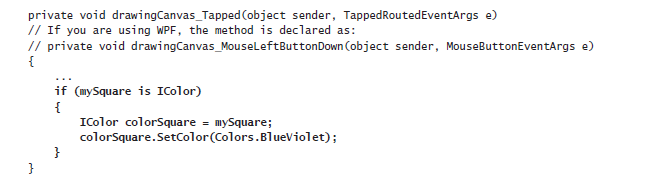 private void drawingCanvas_Tapped(object sender, TappedRoutedEventArgs e)
// If you are using WPF, the method is declared as:
// private void drawingCanvas_MouseLeftButtonDown(object sender, MouseButtonEventArgs e)
{
    ...
    if (mySquare is IColor)
    {
        IColor colorSquare = mySquare;
        colorSquare.SetColor(Colors.BlueViolet);
    }
}